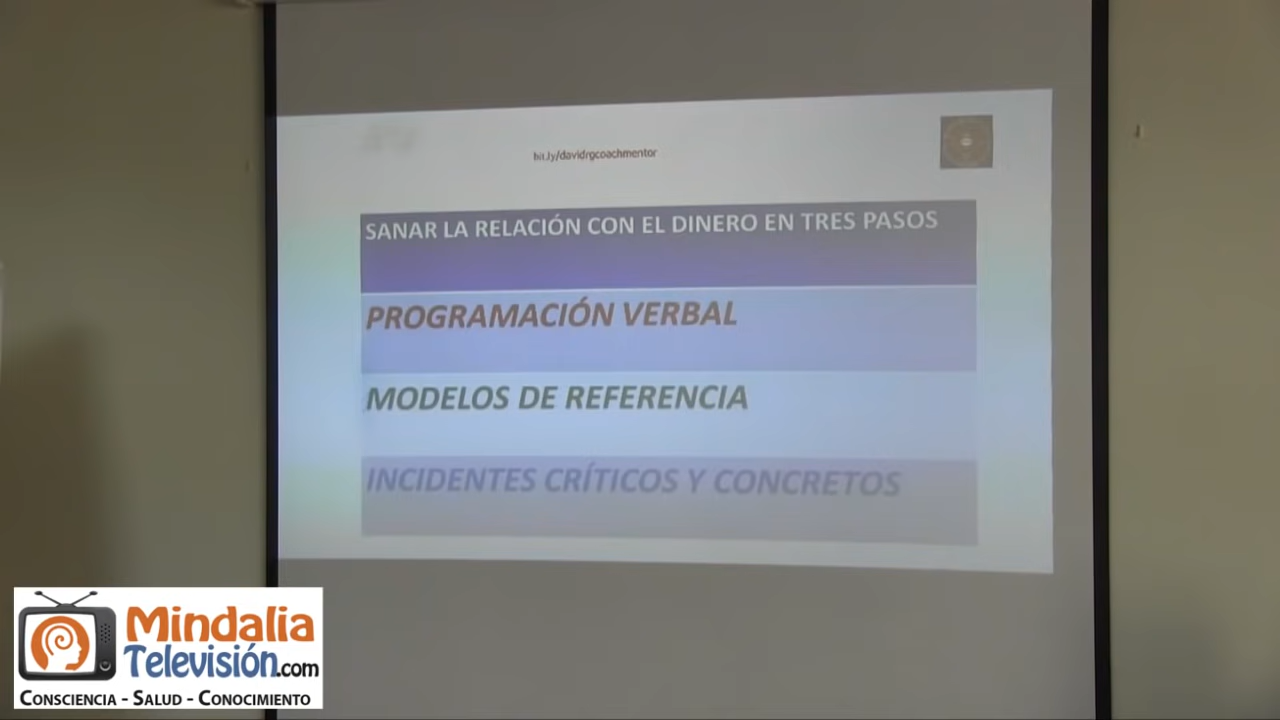 bit.ly/davidrgcoachmentor
SANAR LA RELACIÓN CON EL DINERO EN TRES PASOS
PROGRAMACIÓN VERBAL
MODELOS DE REFERENCIA
INCIDENTES CRÍTICOS Y CONCRETOS
Mindalia
Televisión.com
CONSCIENCIA - SALUD - CONOCIMIENTO